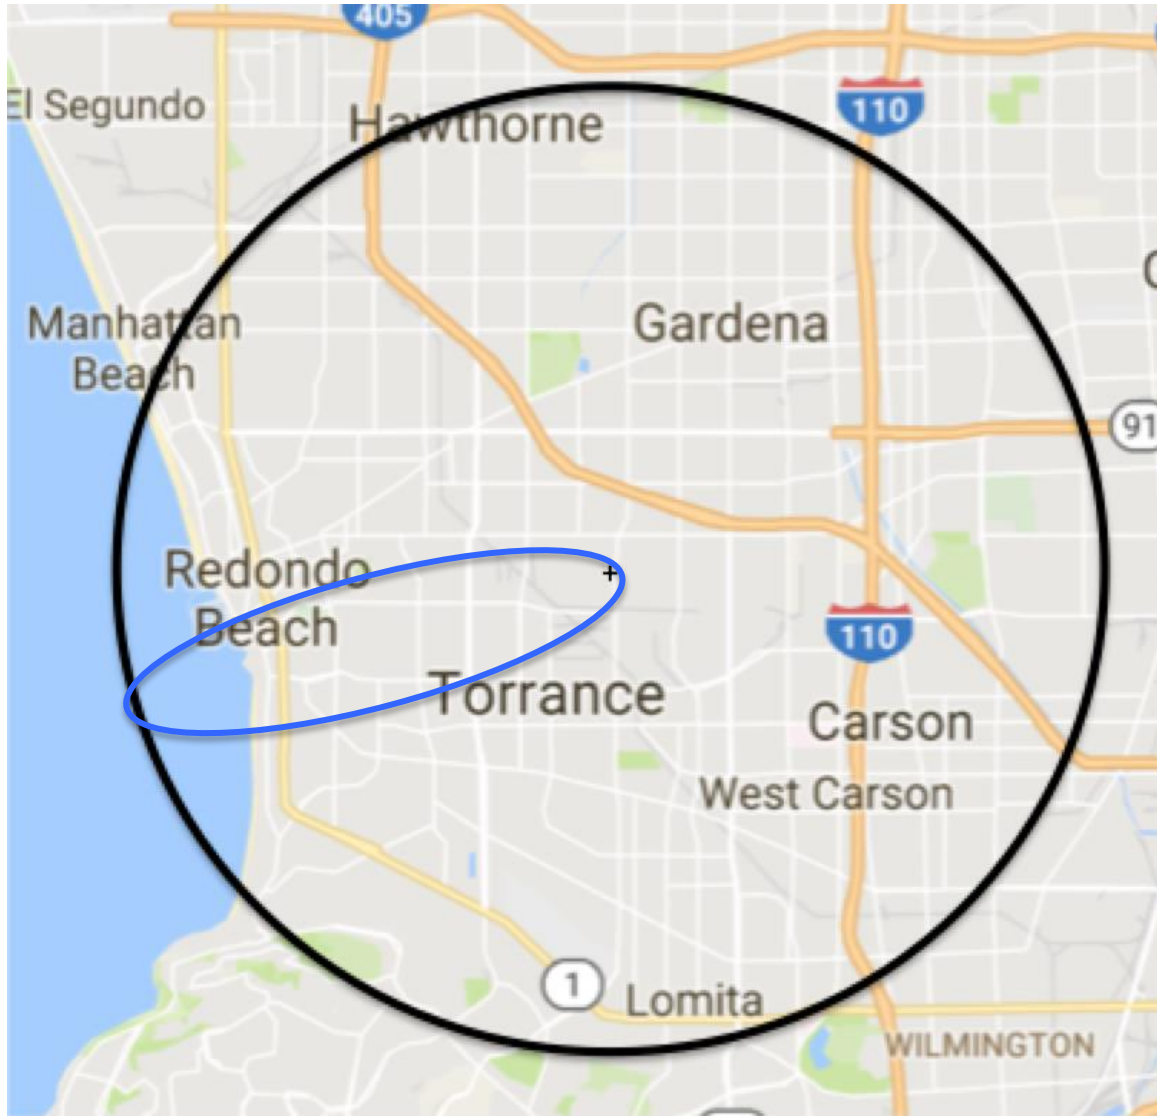 405
El Segundo
Hawthorne
110
Manhattan
Beach
Gardena
91
Redondo
Beach
110
Torrance
Carson
West Carson
1
Lomita
WILMINGTON